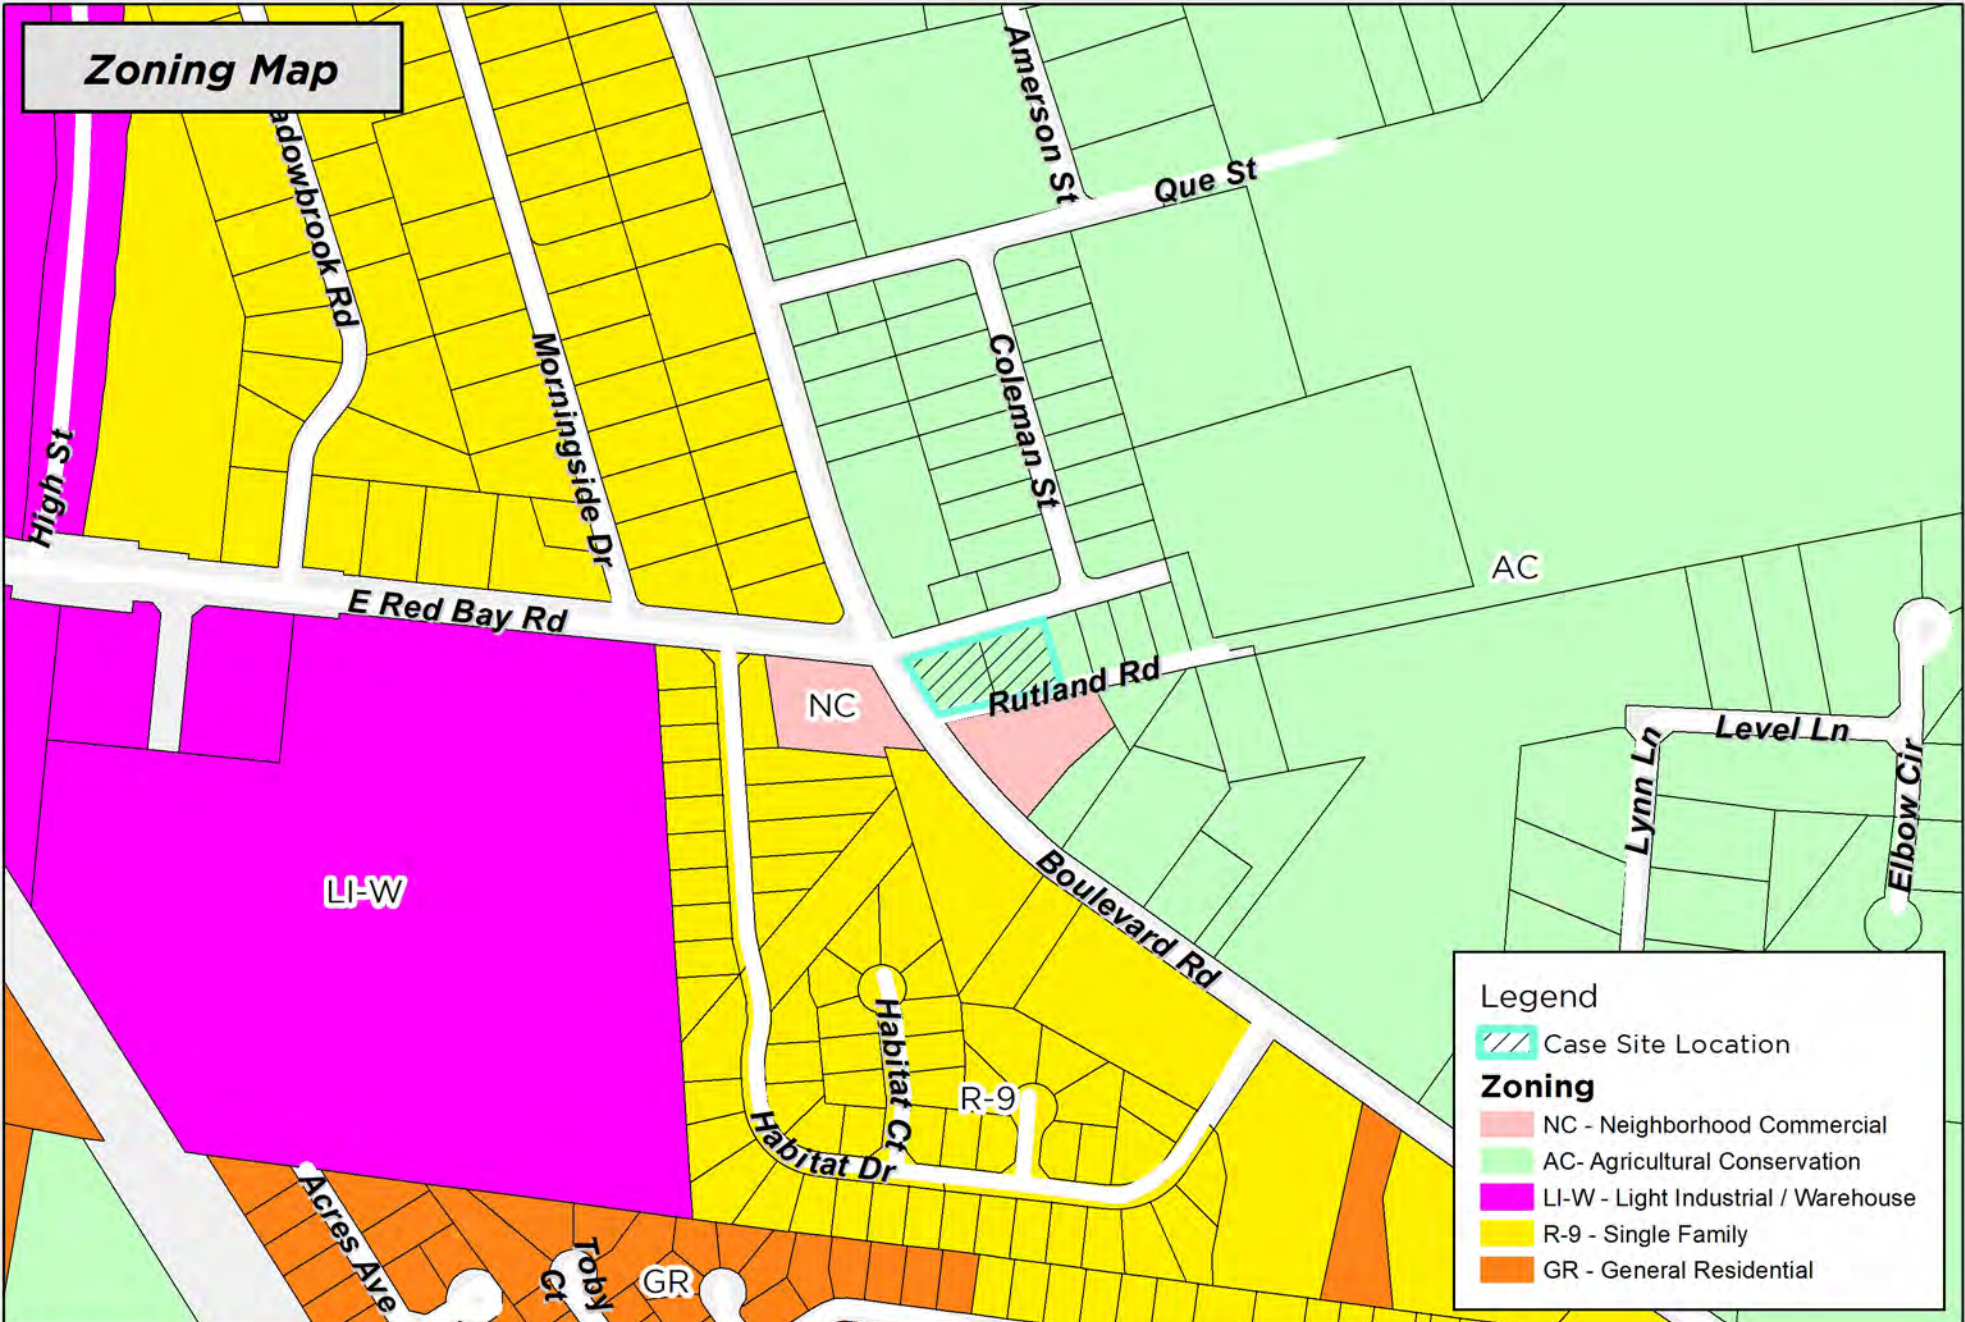 Zoning Map
adowbrook Rd
Amerson St
Que St
High St
Morningside Dr
Coleman St
E Red Bay Rd
AC
NC
Rutland Rd
Level Ln
Lynn Ln
Elbow Cir
LI-W
Boulevard Rd
Habitat Ct
R-9
Habitat Dr
Acres Ave
Toby
Ct
GR
Legend
Case Site Location
Zoning
NC - Neighborhood Commercial
AC- Agricultural Conservation
LI-W - Light Industrial / Warehouse
R-9 - Single Family
GR - General Residential